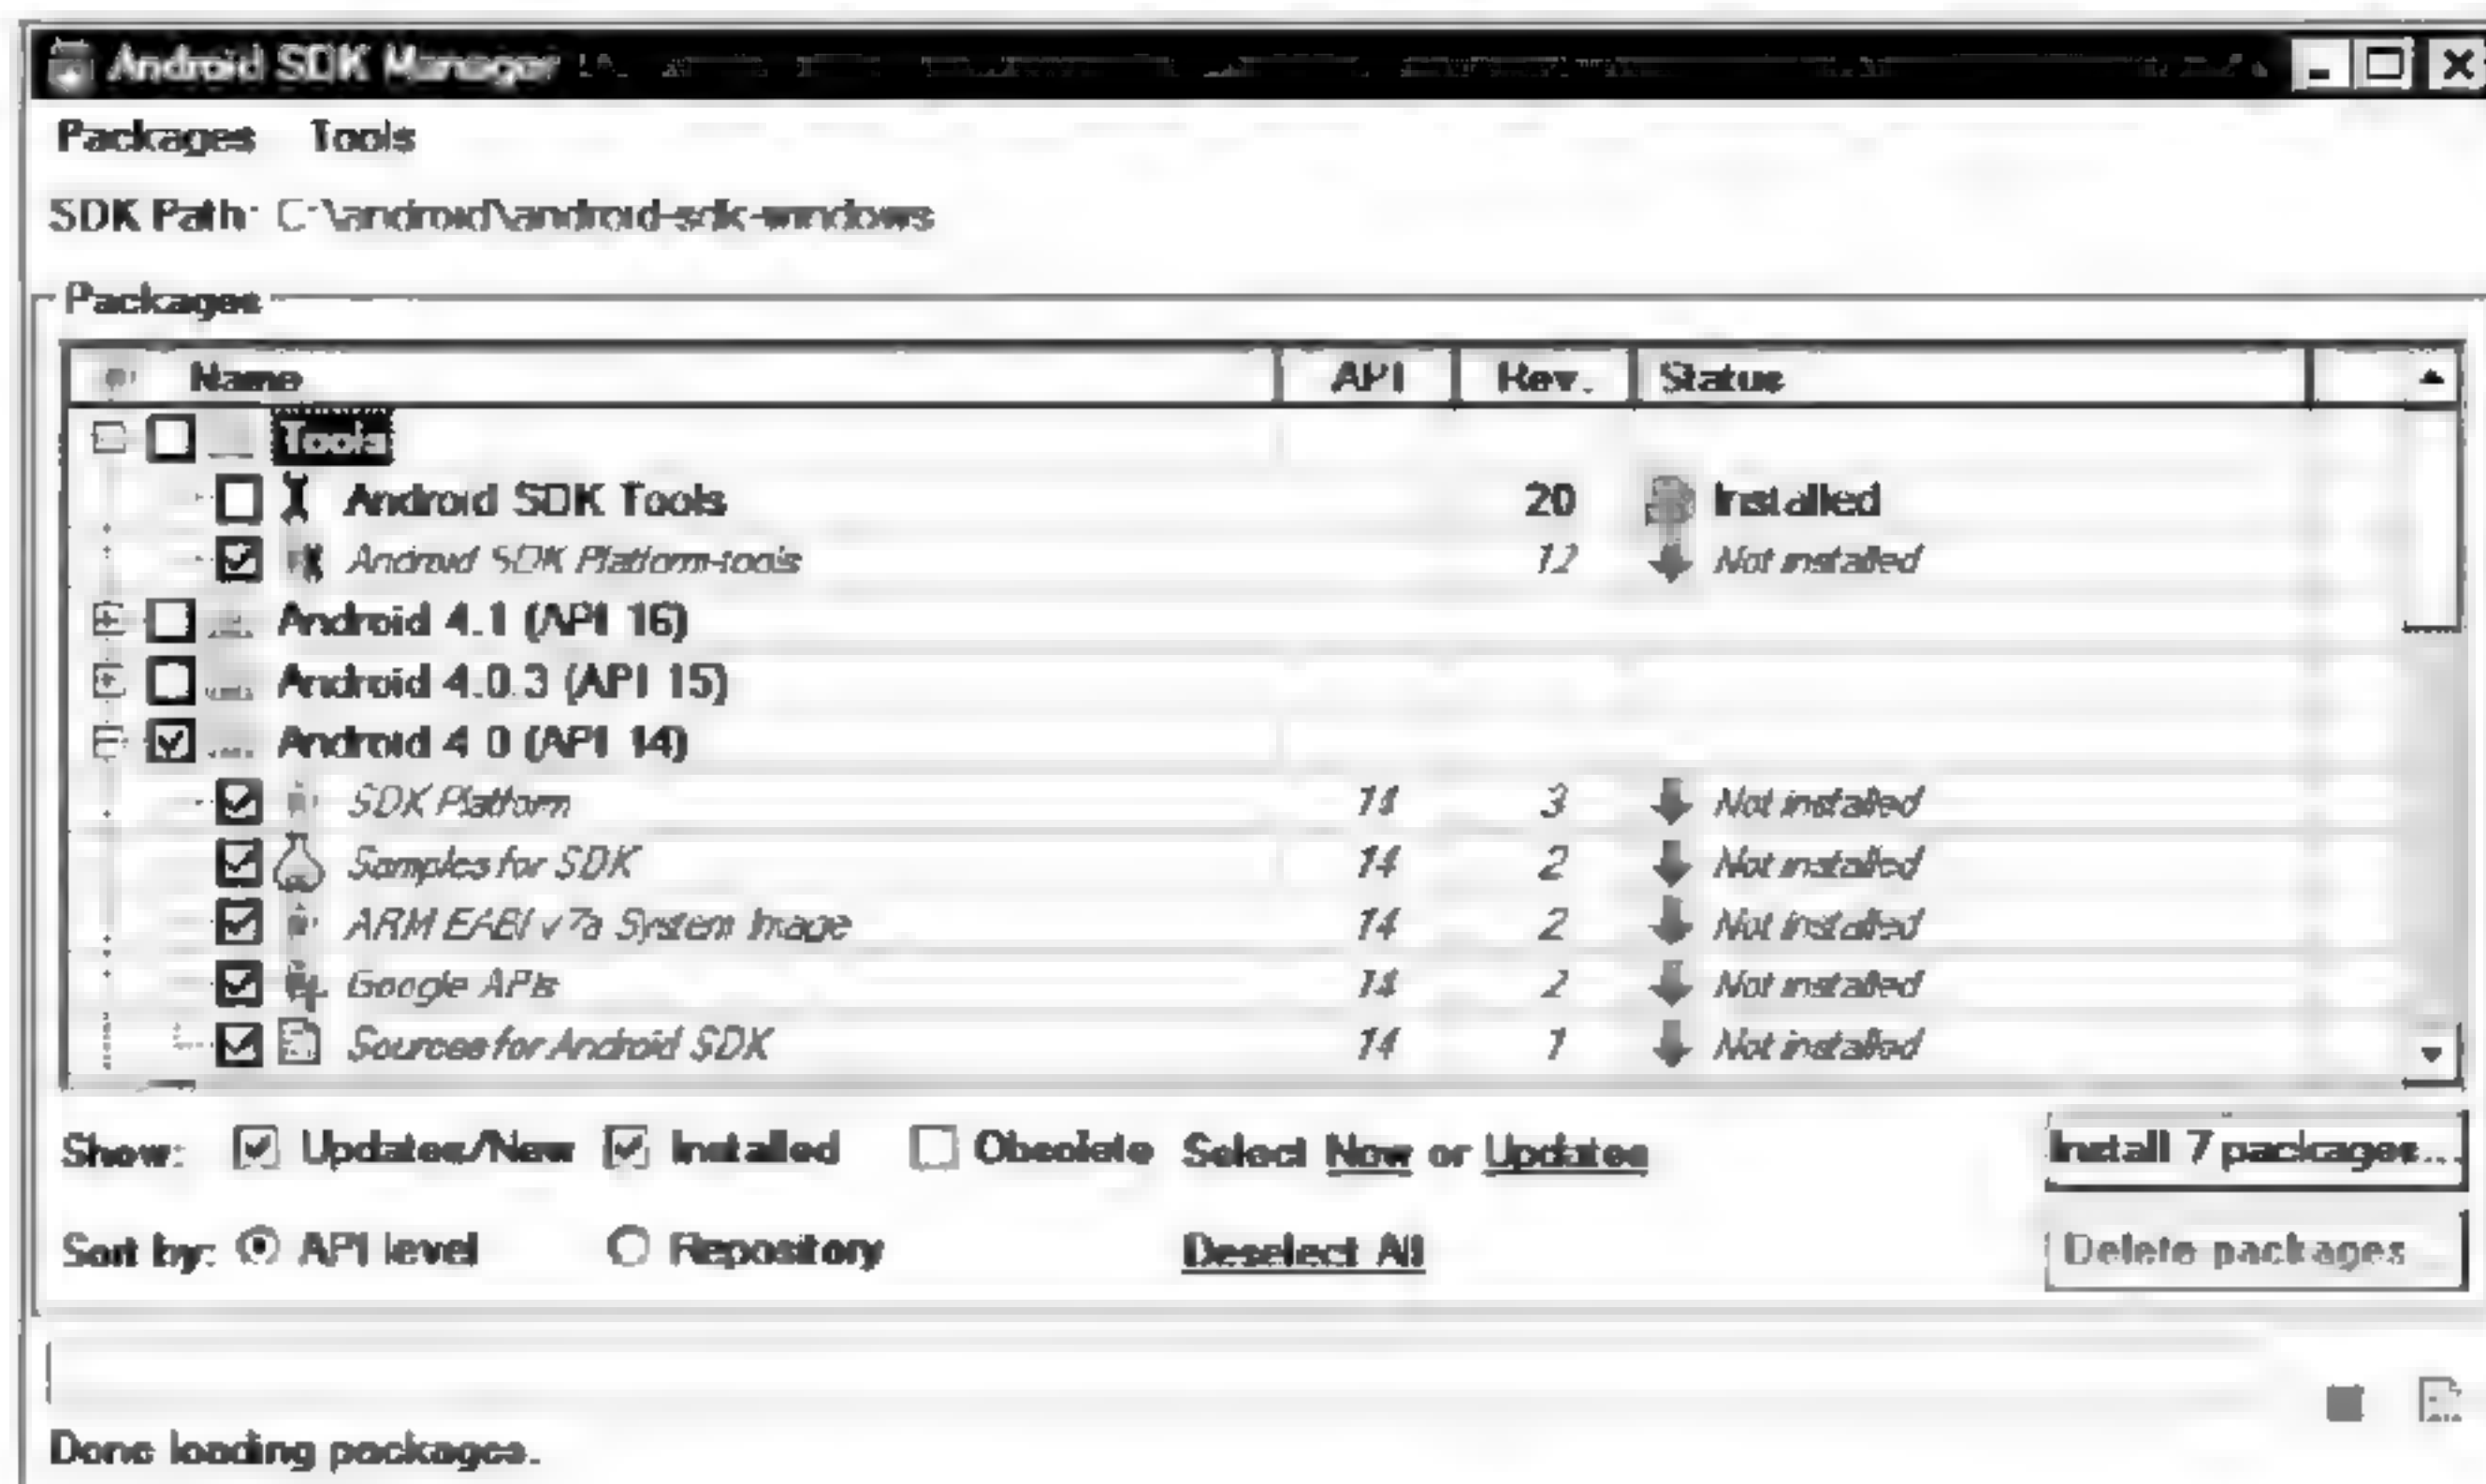 Android SDK Manager
Packages Tools
SDK Path: C:\android\android-sdk-windows
Packages
Name API Rev. Status
Tools
Android SDK Tools 20 Installed
Android SDK Platform-tools 12 Not installed
Android 4.1 (API 16)
Android 4.0.3 (API 15)
Android 4.0 (API 14)
SDK Platform 14 3 Not installed
Samples for SDK 14 2 Not installed
ARM EABI v7a System Image 14 2 Not installed
Google APIs 14 2 Not installed
Sources for Android SDK 14 1 Not installed
Show: Updates/New Installed Obsolete Select New or Updates Install 7 packages...
Sort by: API level Repository Deselect All Delete packages
Done loading packages.